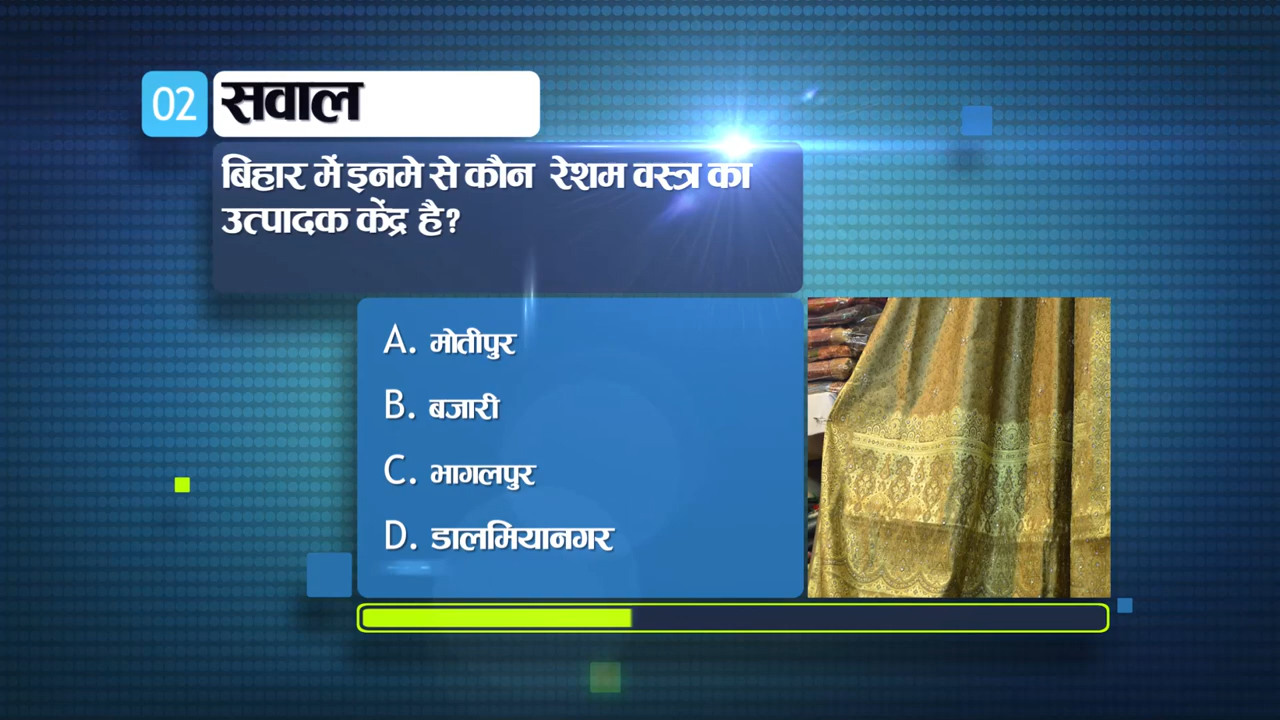 02 सवाल
बिहार में इनमे से कौन रेशम वस्त्र का
उत्पादक केंद्र है?
A. मोतीपुर
B. बजारी
C. भागलपुर
D. डालमियानगर